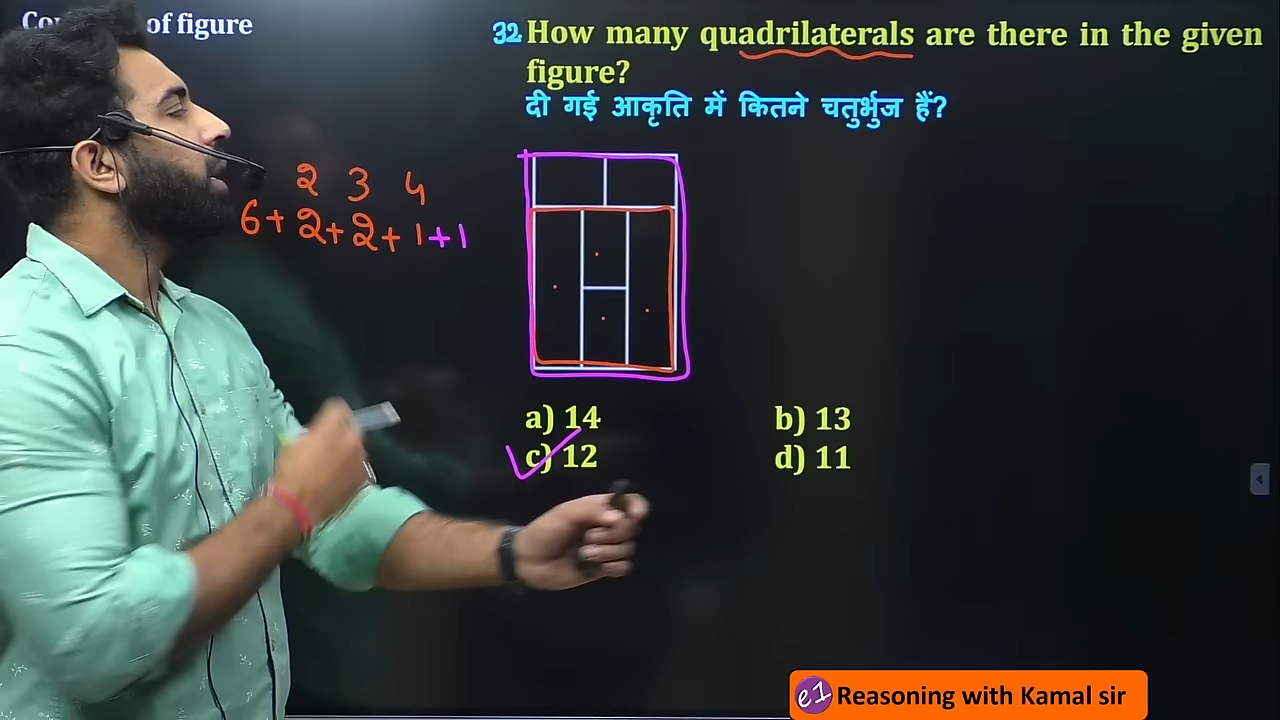 of figure
32 How many quadrilaterals are there in the given
figure?
दी गई आकृति में कितने चतुर्भुज हैं?
2 3 4
6+2+2+1+1
a) 14
b) 13
c) 12
d) 11
e1 Reasoning with Kamal sir